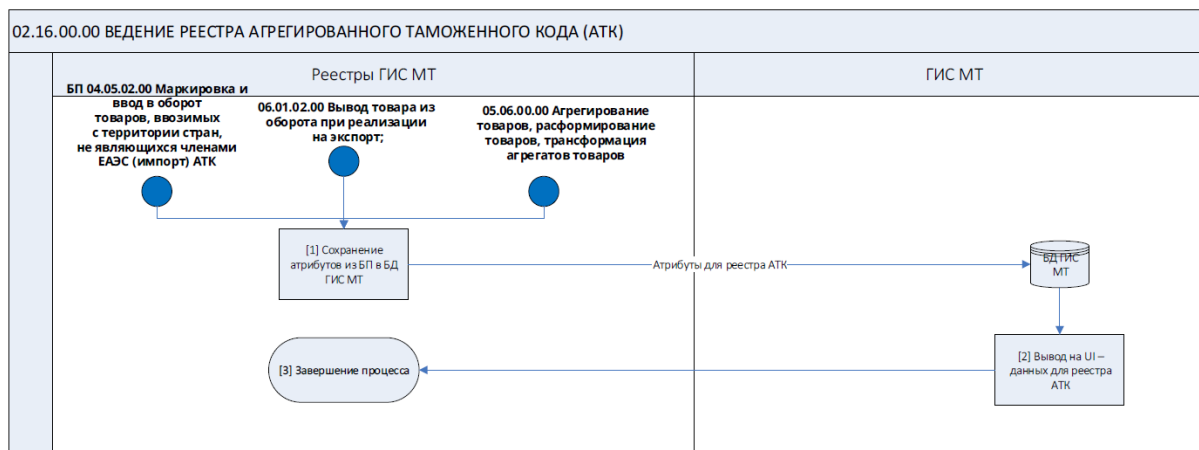 02.16.00.00 ВЕДЕНИЕ РЕЕСТРА АГРЕГИРОВАННОГО ТАМОЖЕННОГО КОДА (АТК)
Реестры ГИС МТ
ГИС МТ
БП 04.05.02.00 Маркировка и
ввод в оборот
товаров, ввозимых
с территории стран,
не являющихся членами
ЕАЭС (импорт) АТК
06.01.02.00 Вывод товара из
оборота при реализации
на экспорт;
05.06.00.00 Агрегирование
товаров, расформирование
товаров, трансформация
агрегатов товаров
[1] Сохранение
атрибутов из БП в БД
ГИС МТ
Атрибуты для реестра АТК
БД ГИС
МТ
[2] Вывод на UI –
данных для реестра
АТК
[3] Завершение процесса